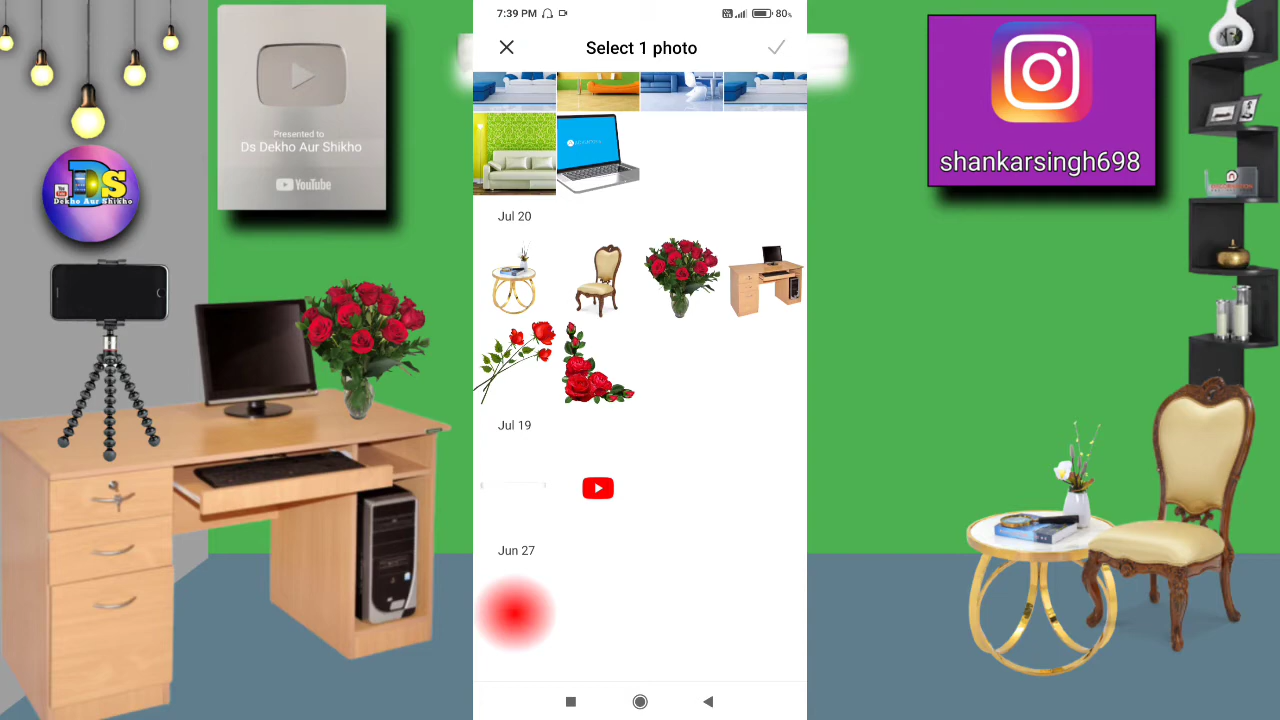 7:39 PM
80%
Select 1 photo
Presented to
Ds Dekho Aur Shikho
YouTube
Ds
Dekho Aur Shikho
shankarsingh698
Jul 20
Jul 19
Jun 27